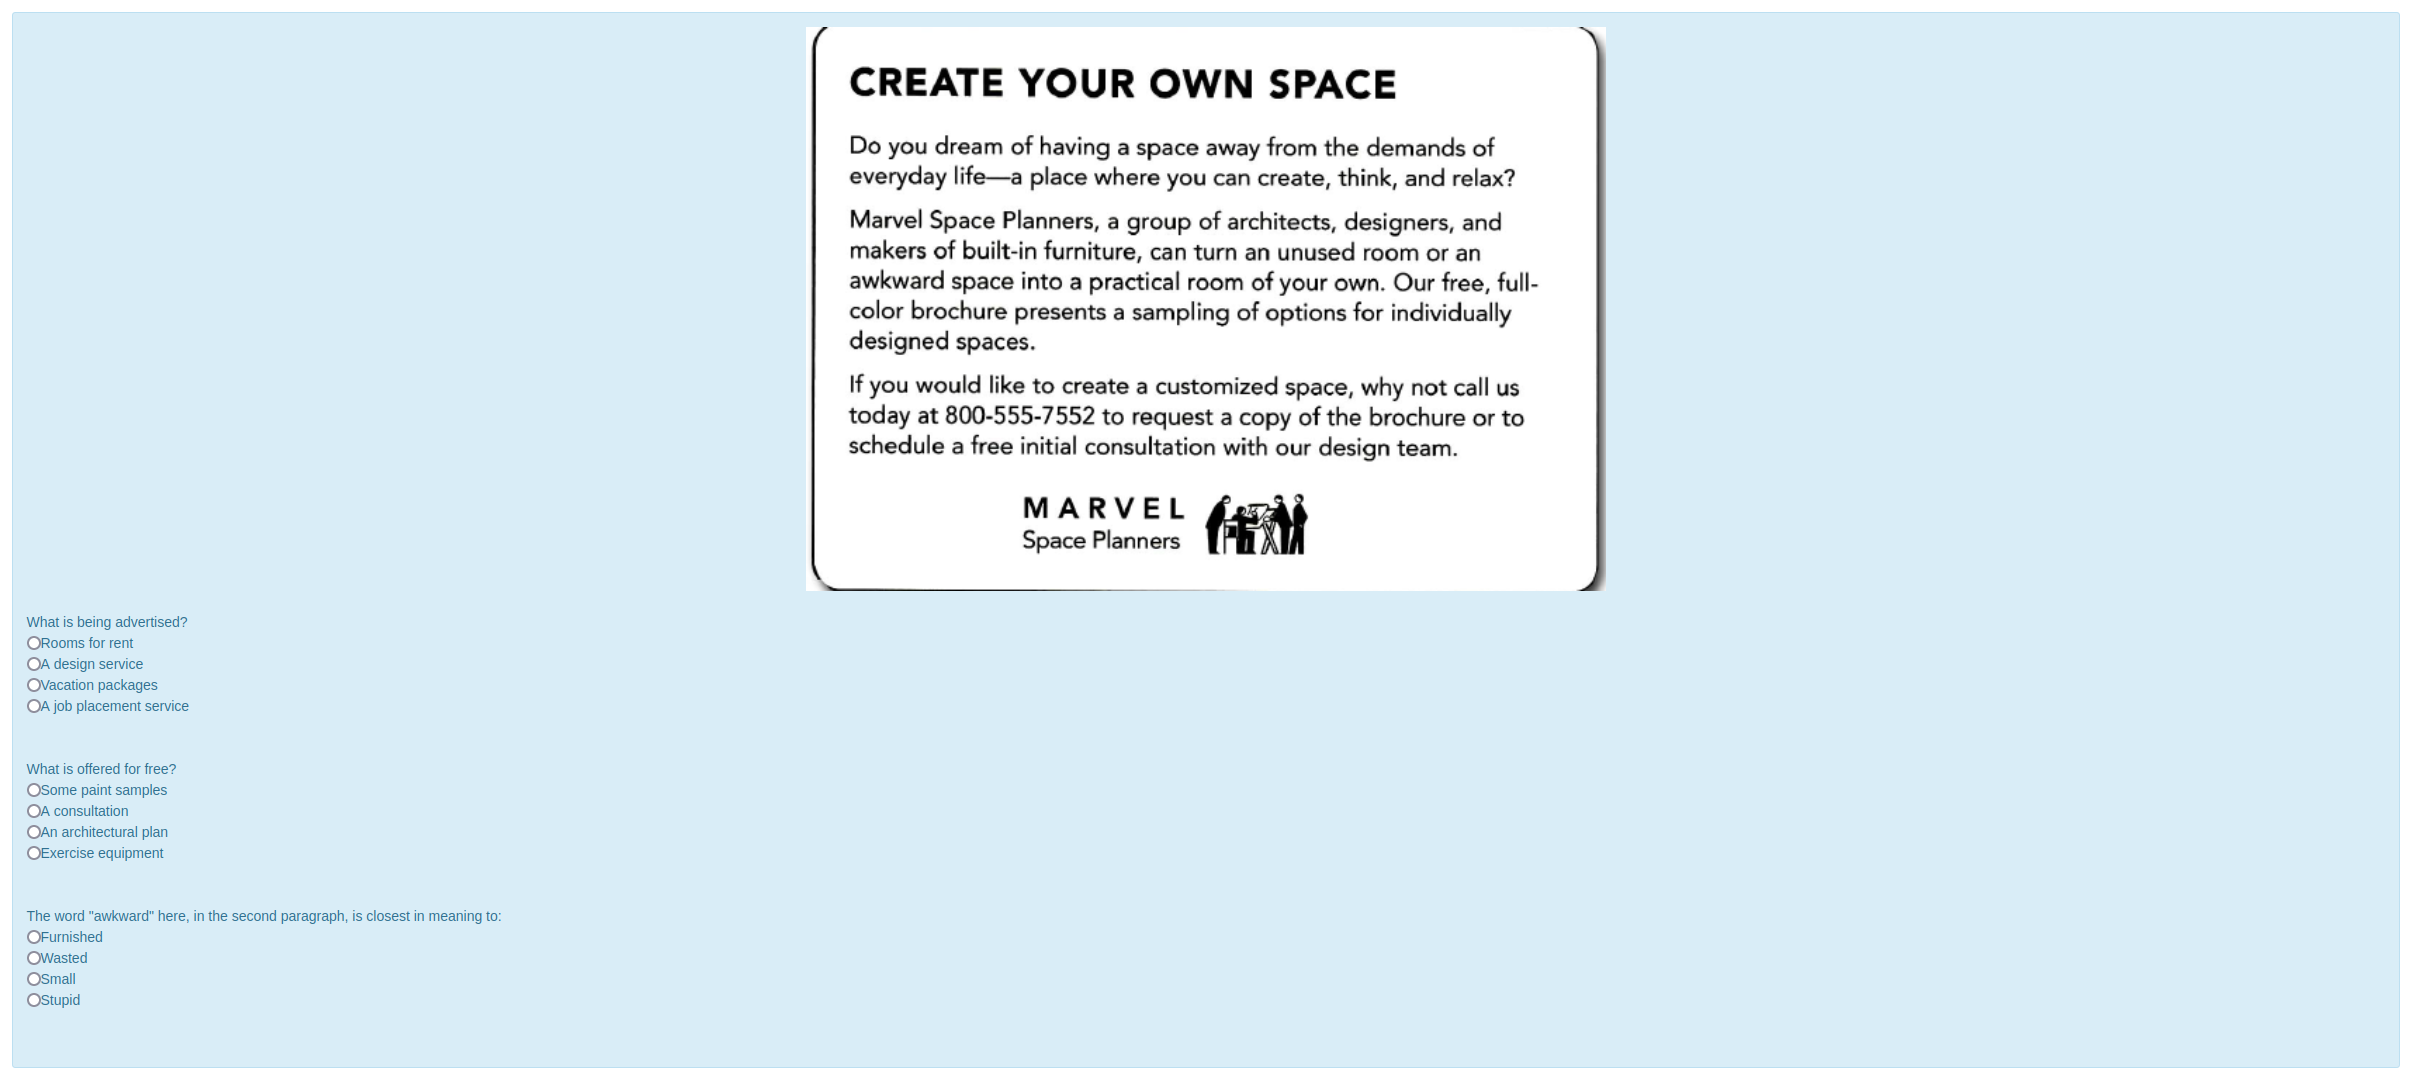 CREATE YOUR OWN SPACE
Do you dream of having a space away from the demands of
everyday life—a place where you can create, think, and relax?
Marvel Space Planners, a group of architects, designers, and
makers of built-in furniture, can turn an unused room or an
awkward space into a practical room of your own. Our free, full-
color brochure presents a sampling of options for individually
designed spaces.
If you would like to create a customized space, why not call us
today at 800-555-7552 to request a copy of the brochure or to
schedule a free initial consultation with our design team.
MARVEL
Space Planners
What is being advertised?
Rooms for rent
A design service
Vacation packages
A job placement service
What is offered for free?
Some paint samples
A consultation
An architectural plan
Exercise equipment
The word "awkward" here, in the second paragraph, is closest in meaning to:
Furnished
Wasted
Small
Stupid